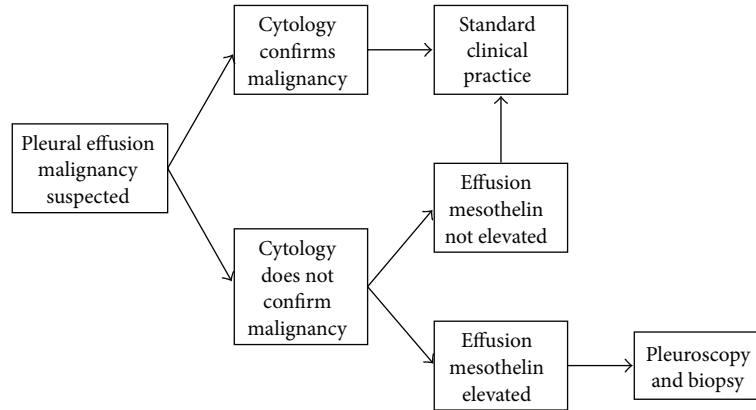 Cytology
confirms
malignancy
Standard
clinical
practice
Pleural effusion
malignancy
suspected
Effusion
mesothelin
not elevated
Cytology
does not
confirm
malignancy
Effusion
mesothelin
elevated
Pleuroscopy
and biopsy